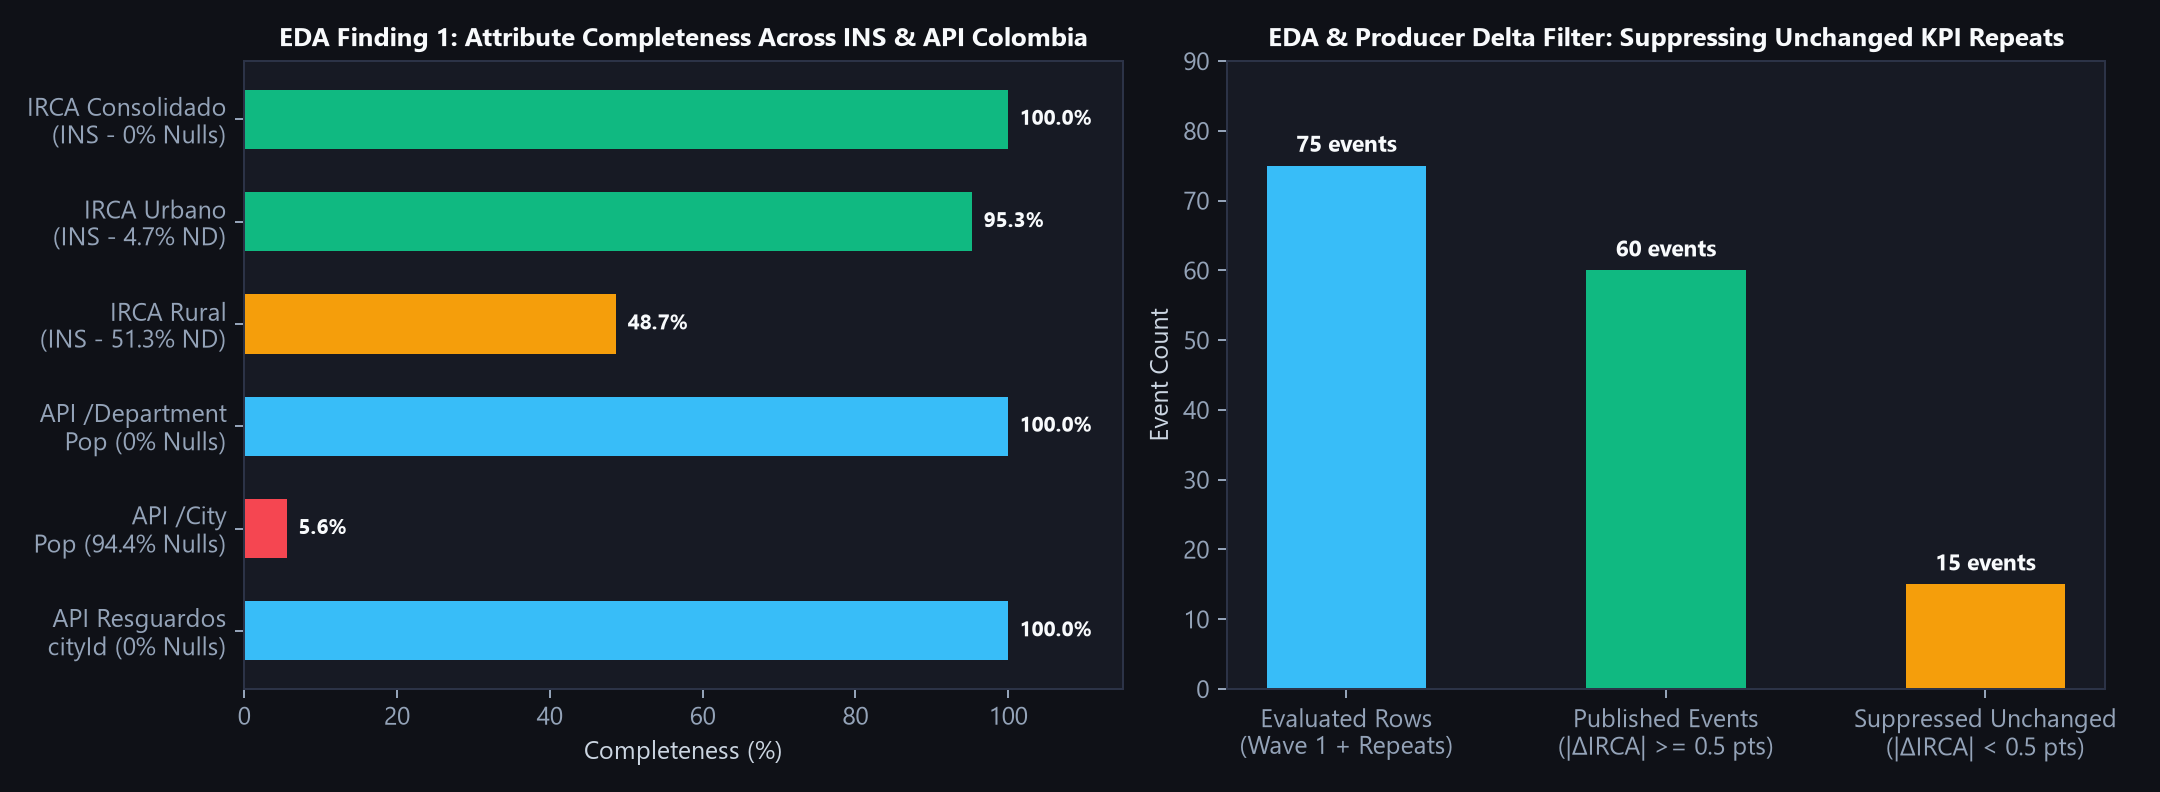 EDA Finding 1: Attribute Completeness Across INS & API Colombia
IRCA Consolidado
(INS - 0% Nulls)
100.0%
IRCA Urbano
(INS - 4.7% ND)
95.3%
IRCA Rural
(INS - 51.3% ND)
48.7%
API /Department
Pop (0% Nulls)
100.0%
API /City
Pop (94.4% Nulls)
5.6%
API Resguardos
cityId (0% Nulls)
100.0%
0 20 40 60 80 100
Completeness (%)
EDA & Producer Delta Filter: Suppressing Unchanged KPI Repeats
Event Count
90
80
70
60
50
40
30
20
10
0
75 events
60 events
15 events
Evaluated Rows
(Wave 1 + Repeats)
Published Events
(|ΔIRCA| >= 0.5 pts)
Suppressed Unchanged
(|ΔIRCA| < 0.5 pts)